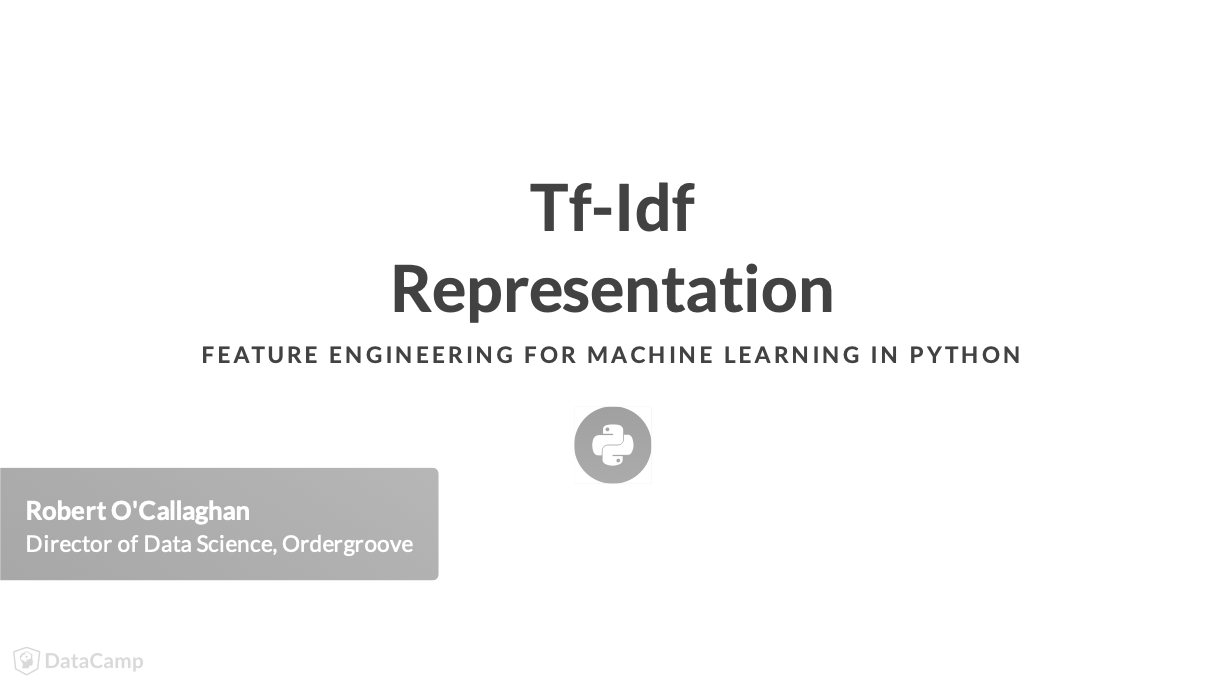 Tf-Idf
Representation
FEATURE ENGINEERING FOR MACHINE LEARNING IN PYTHON
Robert O'Callaghan
Director of Data Science, Ordergroove
DataCamp